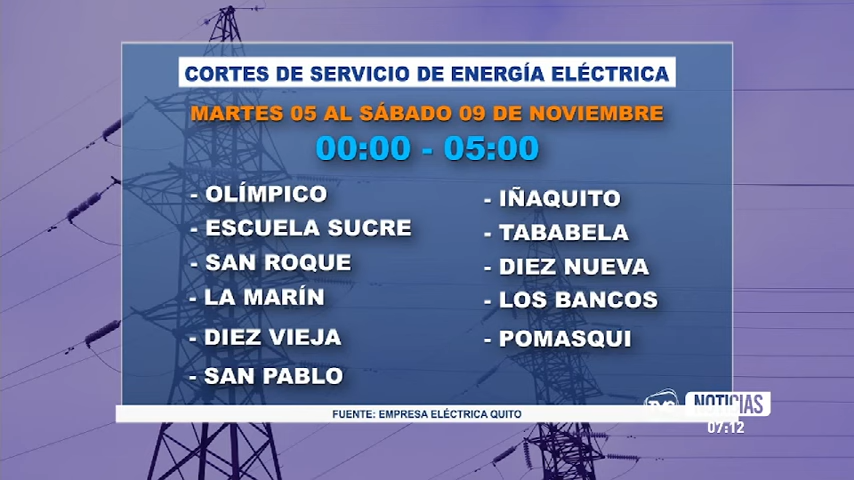 CORTES DE SERVICIO DE ENERGÍA ELÉCTRICA
MARTES 05 AL SÁBADO 09 DE NOVIEMBRE
00:00 - 05:00
- OLÍMPICO
- ESCUELA SUCRE
- SAN ROQUE
- LA MARÍN
- DIEZ VIEJA
- SAN PABLO
- IÑAQUITO
- TABABELA
- DIEZ NUEVA
- LOS BANCOS
- POMASQUI
FUENTE: EMPRESA ELÉCTRICA QUITO
NOTICIAS
07:12